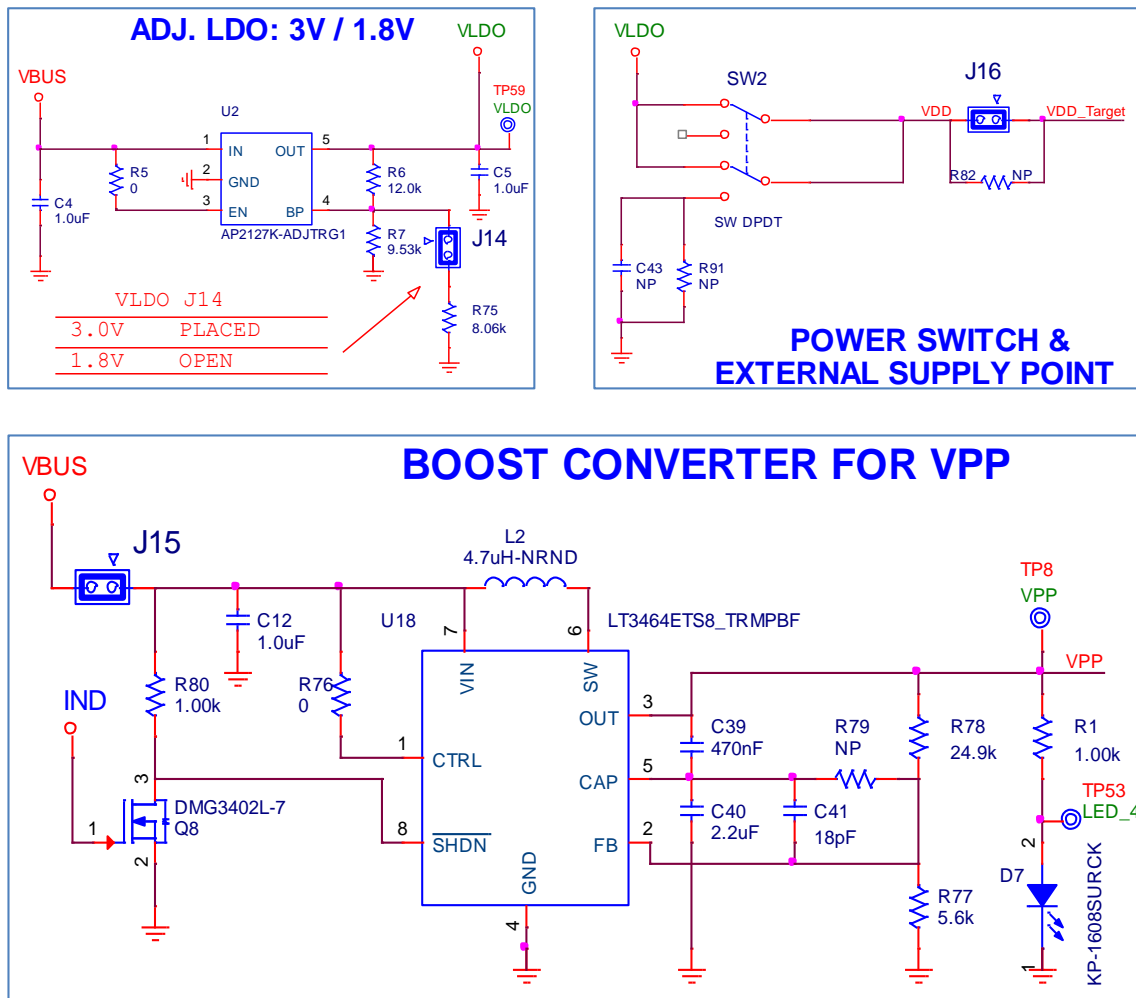 ADJ. LDO: 3V / 1.8V
VLDO
VBUS
TP59
VLDO
U2
1
IN
OUT
5
R5
0
2
GND
R6
12.0k
C5
1.0uF
C4
1.0uF
3
EN
BP
4
AP2127K-ADJTRG1
R7
9.53k
J14
VLDO J14
3.0V PLACED
1.8V OPEN
R75
8.06k
VLDO
SW2
J16
VDD
VDD_Target
R82
NP
SW DPDT
C43
NP
R91
NP
POWER SWITCH &
EXTERNAL SUPPLY POINT
BOOST CONVERTER FOR VPP
VBUS
J15
L2
4.7uH-NRND
TP8
VPP
C12
1.0uF
U18
7
6
LT3464ETS8_TRMPBF
VPP
VIN
SW
IND
R80
1.00k
R76
0
3
OUT
C39
470nF
R79
NP
R78
24.9k
R1
1.00k
1
CTRL
5
CAP
3
DMG3402L-7
Q8
1
2
C40
2.2uF
C41
18pF
TP53
LED_4
8
SHDN
2
FB
2
GND
4
D7
R77
5.6k
KP-1608SURCK
1